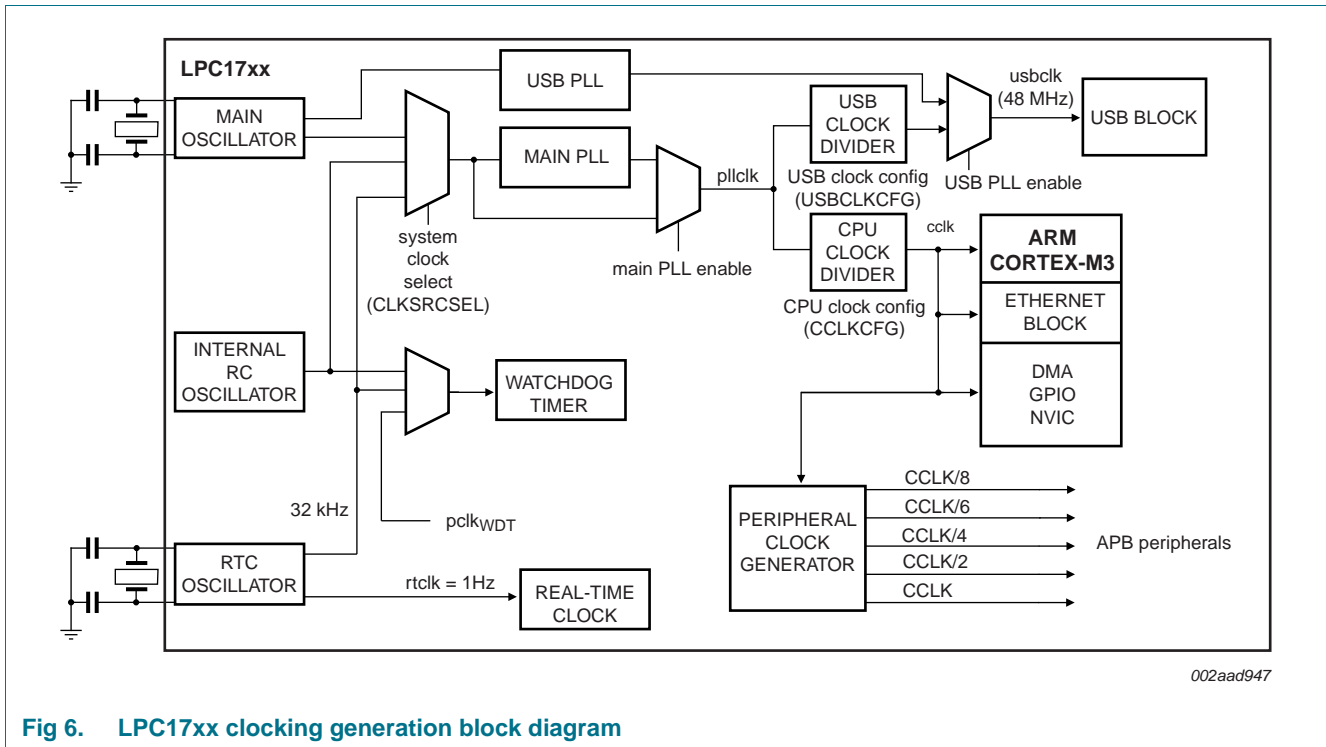 LPC17xx
MAIN
OSCILLATOR
USB PLL
MAIN PLL
system
clock
select
(CLKSRCSEL)
main PLL enable
pllclk
USB
CLOCK
DIVIDER
USB clock config
(USBCLKCFG)
usbclk
(48 MHz)
USB BLOCK
USB PLL enable
CPU
CLOCK
DIVIDER
CPU clock config
(CCLKCFG)
cclk
ARM
CORTEX-M3
ETHERNET
BLOCK
DMA
GPIO
NVIC
INTERNAL
RC
OSCILLATOR
WATCHDOG
TIMER
32 kHz
pclkWDT
RTC
OSCILLATOR
rtclk = 1Hz
REAL-TIME
CLOCK
PERIPHERAL
CLOCK
GENERATOR
CCLK/8
CCLK/6
CCLK/4
CCLK/2
CCLK
APB peripherals
002aad947
Fig 6. LPC17xx clocking generation block diagram